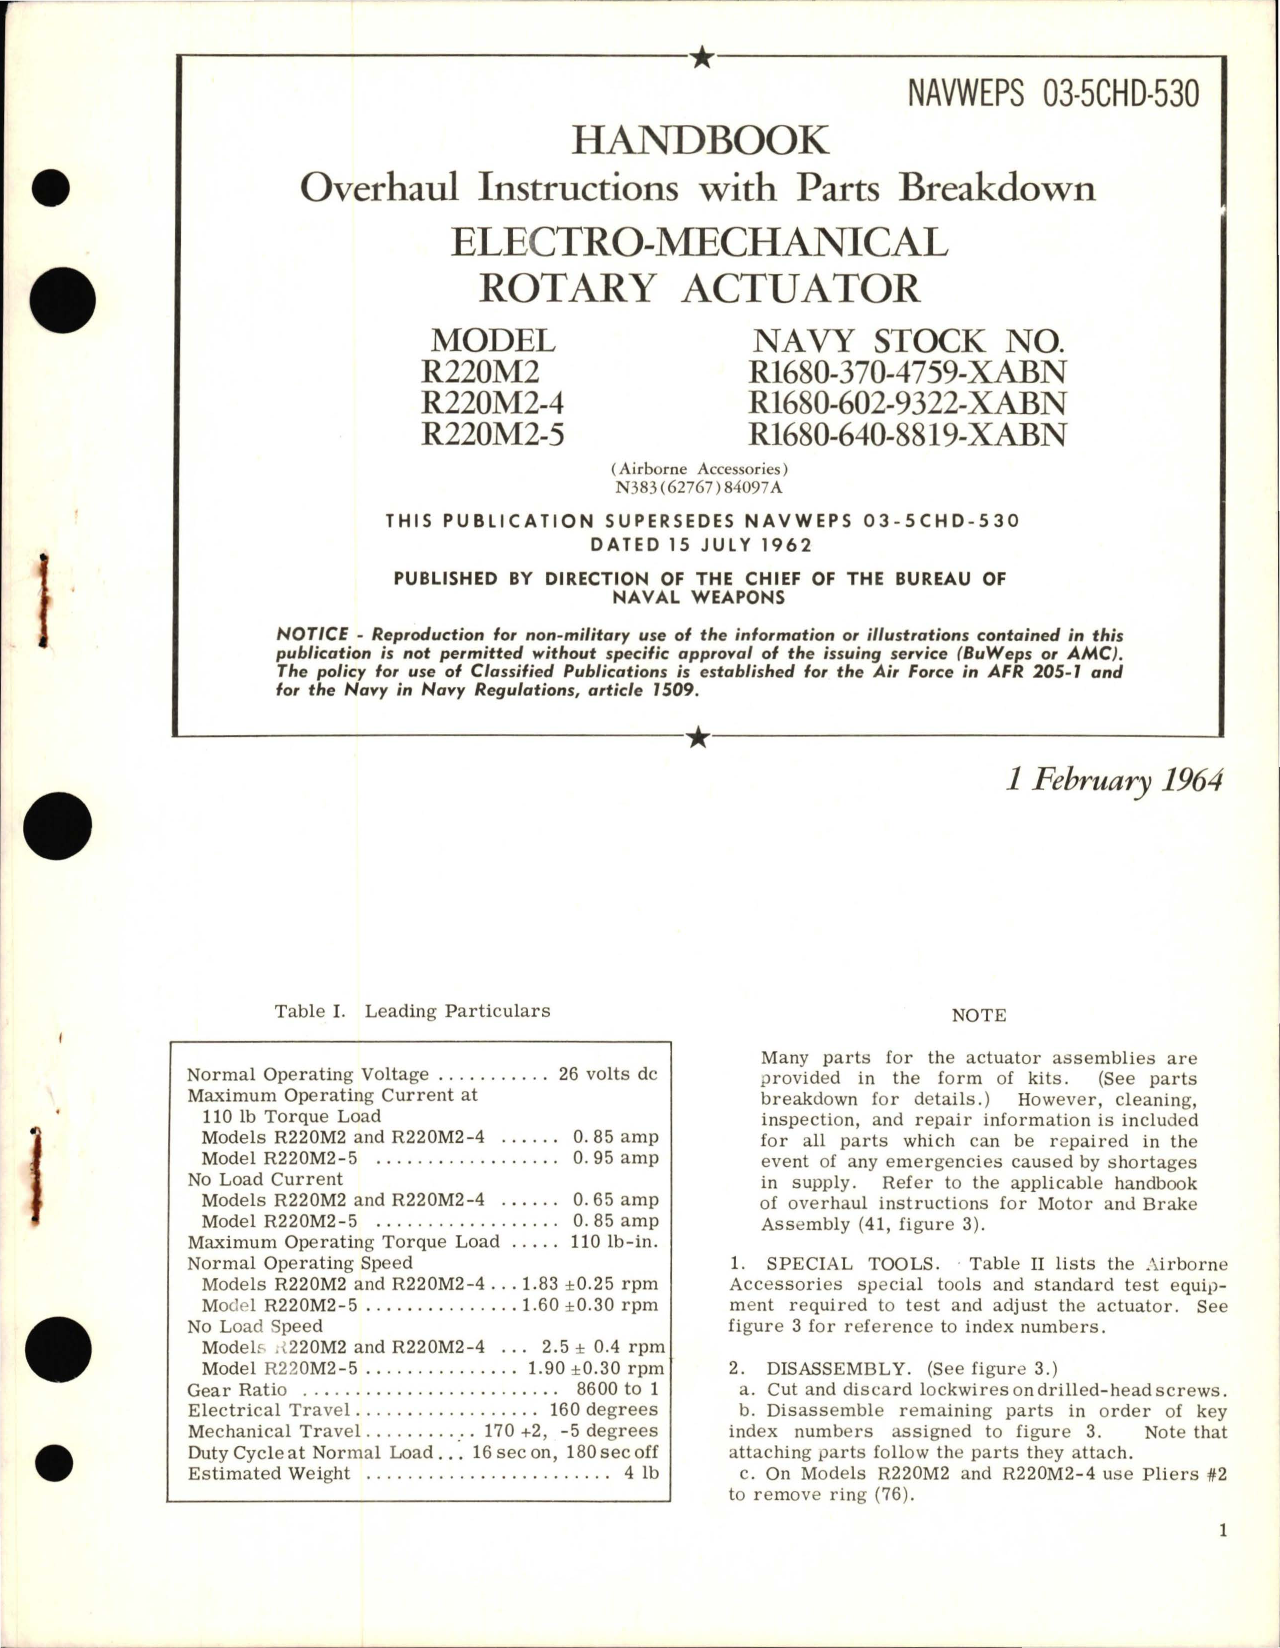 NAVWEPS 03-5CHD-530
HANDBOOK
Overhaul Instructions with Parts Breakdown
ELECTRO-MECHANICAL
ROTARY ACTUATOR
MODEL NAVY STOCK NO.
R220M2 R1680-370-4759-XABN
R220M2-4 R1680-602-9322-XABN
R220M2-5 R1680-640-8819-XABN
(Airborne Accessories)
N383(62767)84097A
THIS PUBLICATION SUPERSEDES NAVWEPS 03-5CHD-530
DATED 15 JULY 1962
PUBLISHED BY DIRECTION OF THE CHIEF OF THE BUREAU OF
NAVAL WEAPONS
NOTICE - Reproduction for non-military use of the information or illustrations contained in this
publication is not permitted without specific approval of the issuing service (BuWeps or AMC).
The policy for use of Classified Publications is established for the Air Force in AFR 205-1 and
for the Navy in Navy Regulations, article 1509.
1 February 1964
Table I. Leading Particulars
Normal Operating Voltage ........... 26 volts dc
Maximum Operating Current at
110 lb Torque Load
Models R220M2 and R220M2-4 ...... 0.85 amp
Model R220M2-5 .................. 0.95 amp
No Load Current
Models R220M2 and R220M2-4 ...... 0.65 amp
Model R220M2-5 .................. 0.85 amp
Maximum Operating Torque Load ..... 110 lb-in.
Normal Operating Speed
Models R220M2 and R220M2-4 ... 1.83 ±0.25 rpm
Model R220M2-5 ............... 1.60 ±0.30 rpm
No Load Speed
Models R220M2 and R220M2-4 ... 2.5 ± 0.4 rpm
Model R220M2-5 ............... 1.90 ±0.30 rpm
Gear Ratio ......................... 8600 to 1
Electrical Travel .................. 160 degrees
Mechanical Travel ........... 170 +2, -5 degrees
Duty Cycle at Normal Load ... 16 sec on, 180 sec off
Estimated Weight ........................ 4 lb
NOTE
Many parts for the actuator assemblies are
provided in the form of kits. (See parts
breakdown for details.) However, cleaning,
inspection, and repair information is included
for all parts which can be repaired in the
event of any emergencies caused by shortages
in supply. Refer to the applicable handbook
of overhaul instructions for Motor and Brake
Assembly (41, figure 3).
1. SPECIAL TOOLS. Table II lists the Airborne
Accessories special tools and standard test equip-
ment required to test and adjust the actuator. See
figure 3 for reference to index numbers.
2. DISASSEMBLY. (See figure 3.)
a. Cut and discard lockwires on drilled-head screws.
b. Disassemble remaining parts in order of key
index numbers assigned to figure 3. Note that
attaching parts follow the parts they attach.
c. On Models R220M2 and R220M2-4 use Pliers #2
to remove ring (76).
1